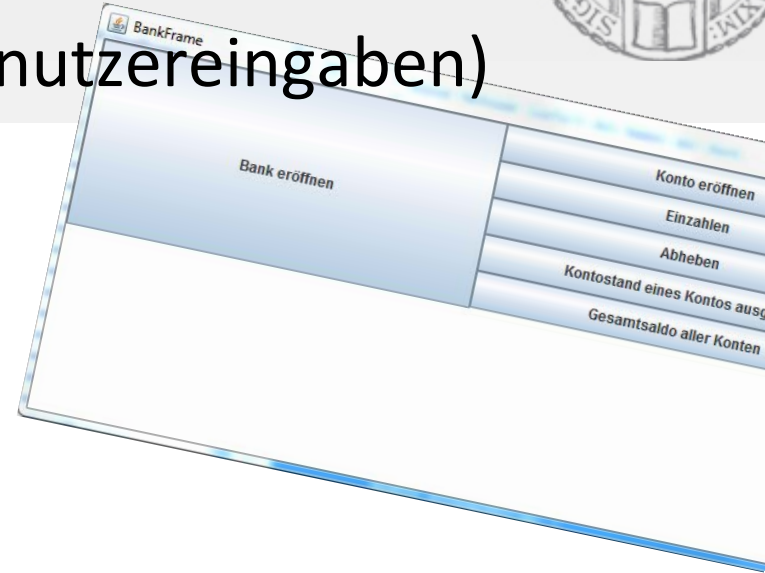 BankFrame
nutzereingaben)
Bank eröffnen
Konto eröffnen
Einzahlen
Abheben
Kontostand eines Kontos ausg
Gesamtsaldo aller Konten